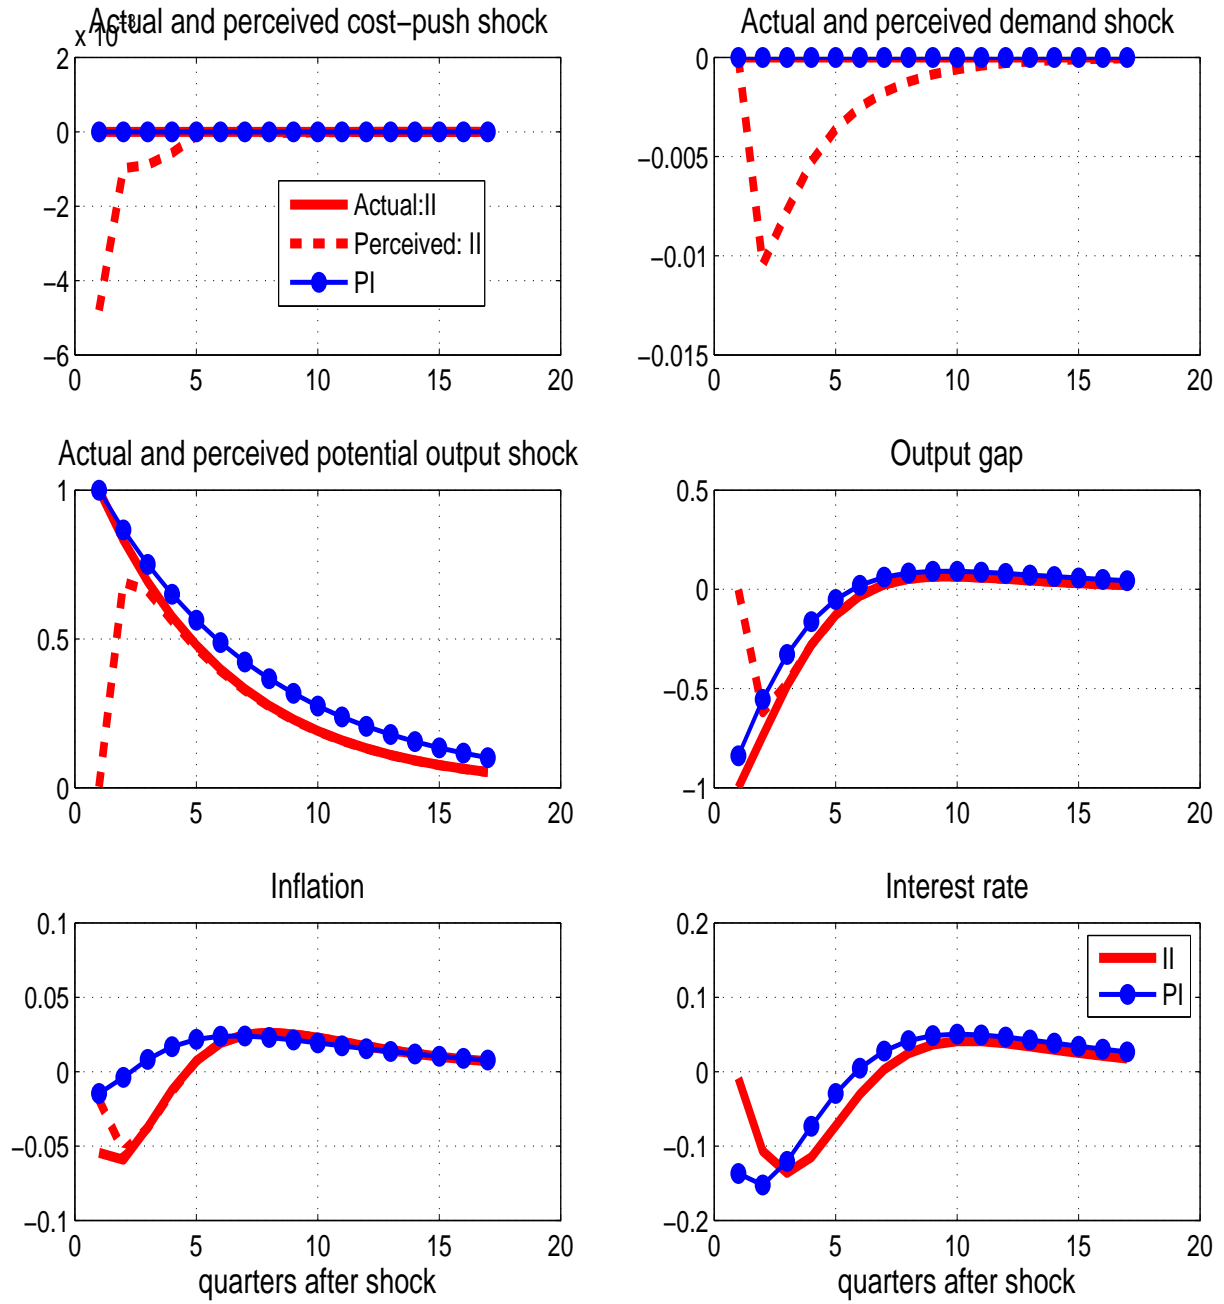 Actual and perceived cost−push shock
x 10−3
2
0
−2
−4
−6
0 5 10 15 20
Actual:II
Perceived: II
PI
Actual and perceived demand shock
0
−0.005
−0.01
−0.015
0 5 10 15 20
Actual and perceived potential output shock
1
0.5
0
0 5 10 15 20
Output gap
0.5
0
−0.5
−1
0 5 10 15 20
Inflation
0.1
0.05
0
−0.05
−0.1
0 5 10 15 20
quarters after shock
Interest rate
0.2
0.1
0
−0.1
−0.2
0 5 10 15 20
II
PI
quarters after shock